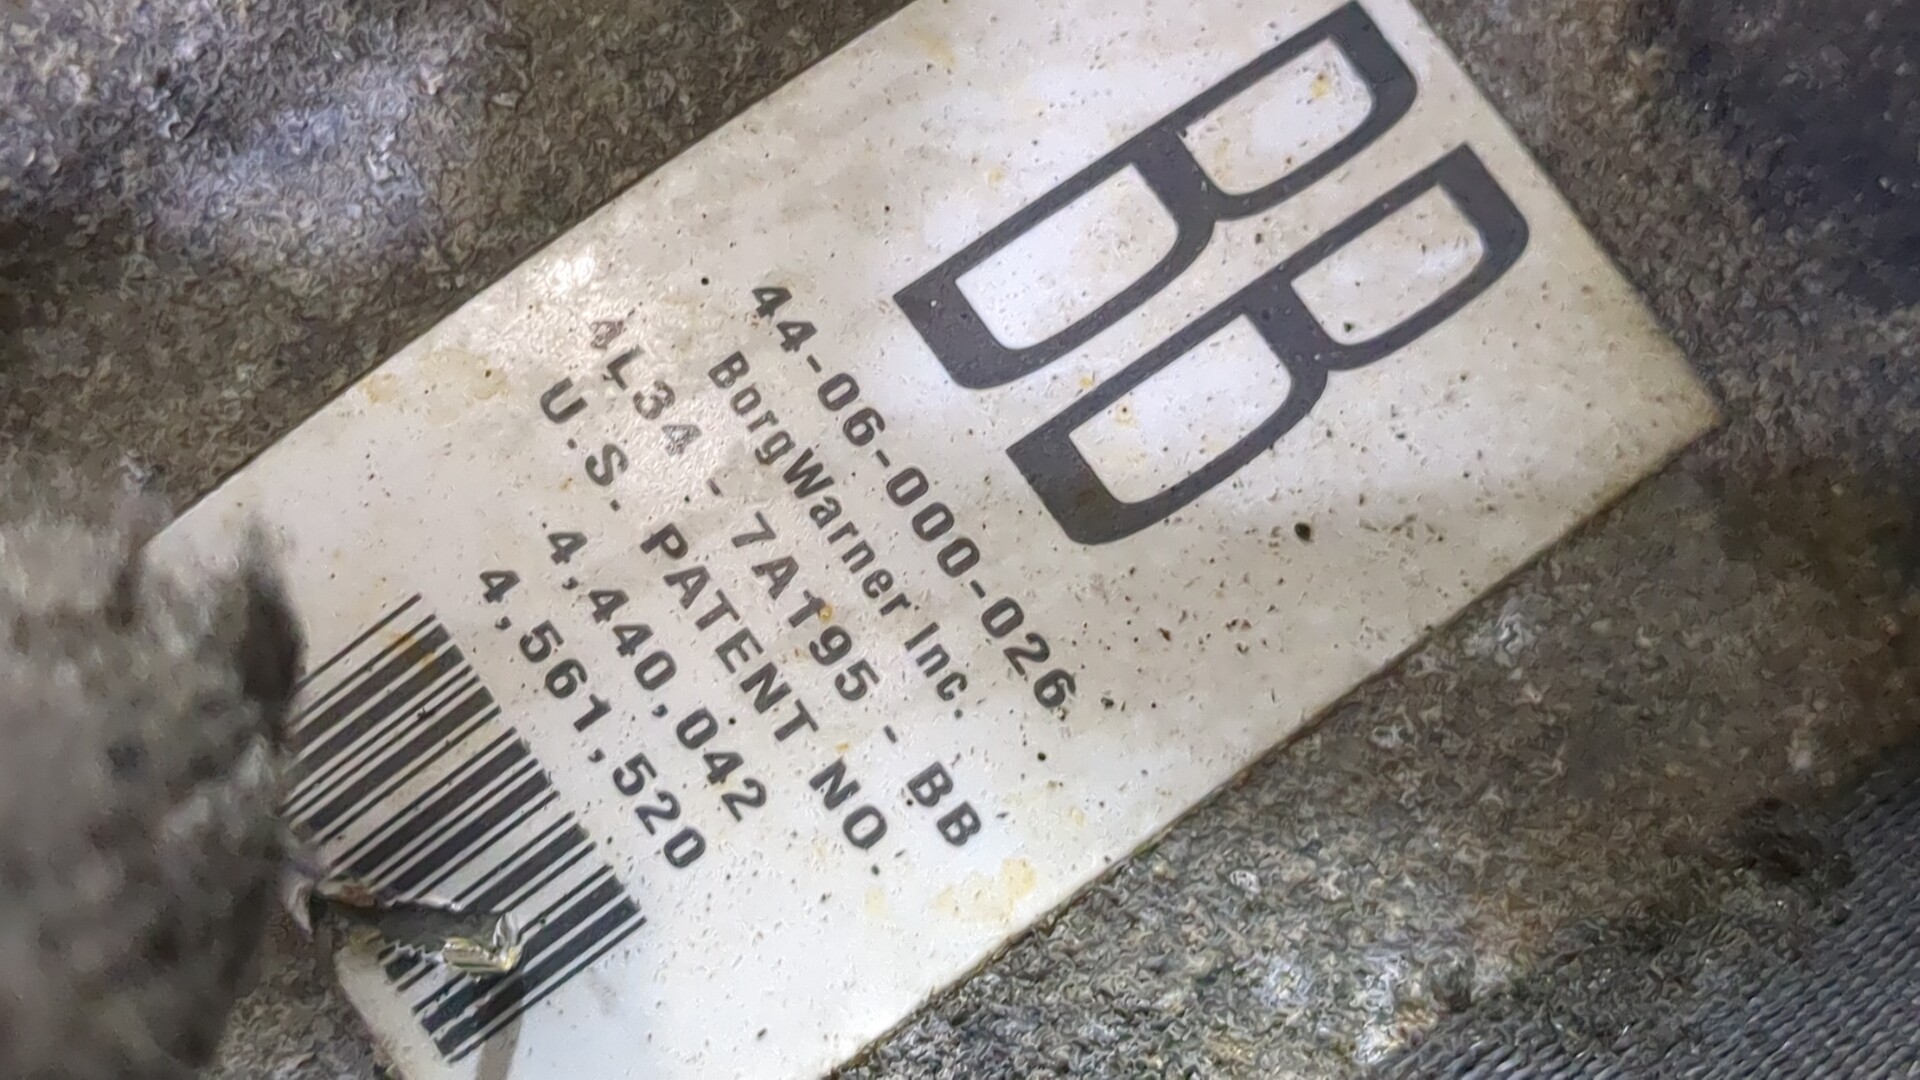 BB
44-06-000-026
BorgWarner Inc.
4L34 - 7A195 - BB
U.S. PATENT NO.
4,440,042
4,561,520